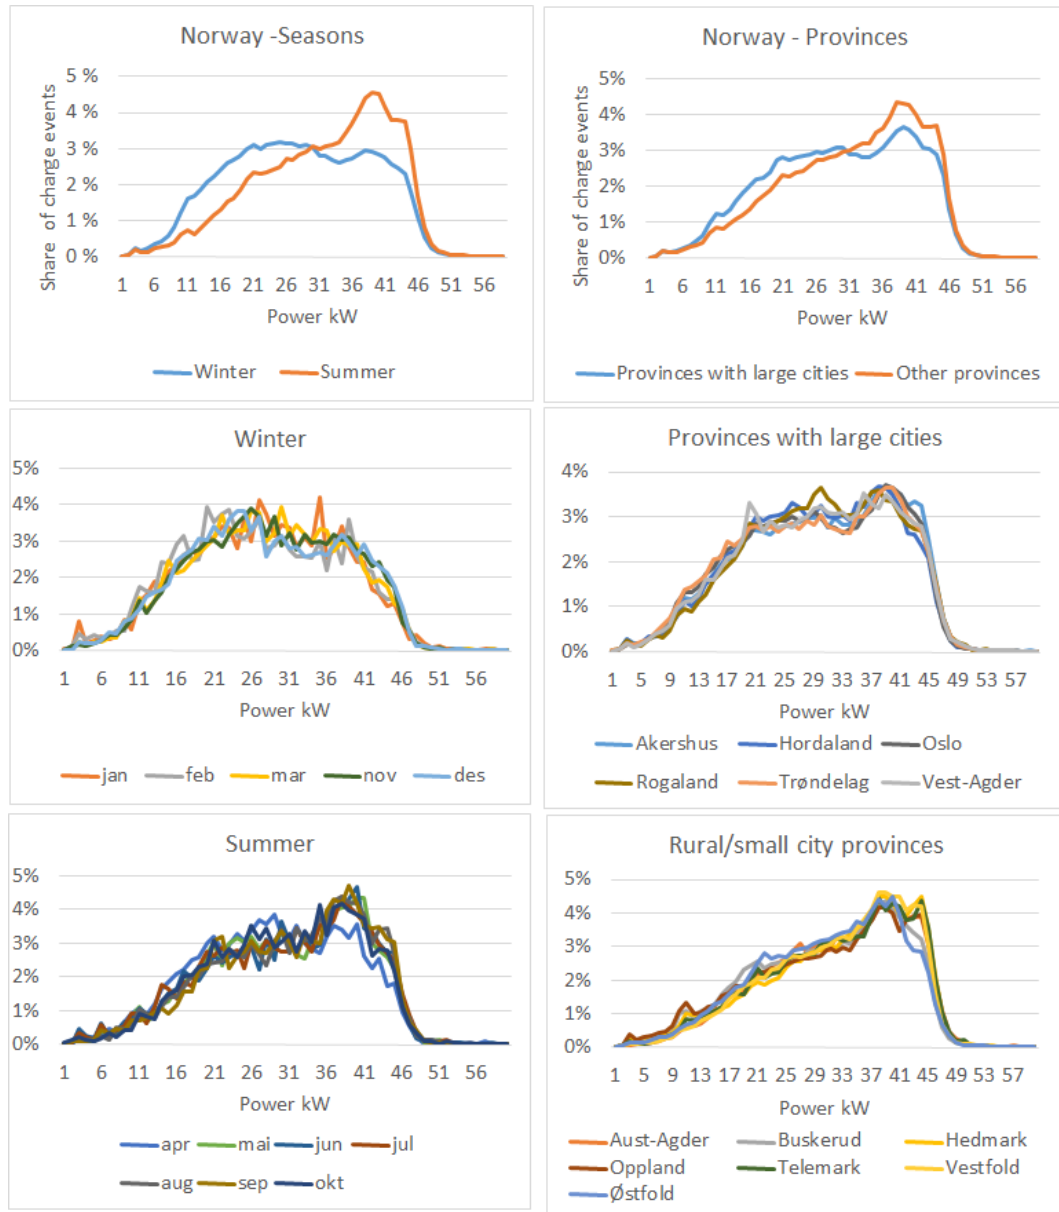 Norway -Seasons
Share of charge events
5 %
4 %
3 %
2 %
1 %
0 %
1 6 11 16 21 26 31 36 41 46 51 56
Power kW
Winter Summer
Norway - Provinces
Share of charge events
5%
4%
3%
2%
1%
0%
1 6 11 16 21 26 31 36 41 46 51 56
Power kW
Provinces with large cities Other provinces
Winter
5%
4%
3%
2%
1%
0%
1 6 11 16 21 26 31 36 41 46 51 56
Power kW
jan feb mar nov des
Provinces with large cities
4%
3%
2%
1%
0%
1 5 9 13 17 21 25 29 33 37 41 45 49 53 57
Power kW
Akershus Hordaland Oslo
Rogaland Trøndelag Vest-Agder
Summer
5%
4%
3%
2%
1%
0%
1 6 11 16 21 26 31 36 41 46 51 56
Power kW
apr mai jun jul
aug sep okt
Rural/small city provinces
5%
4%
3%
2%
1%
0%
1 5 9 13 17 21 25 29 33 37 41 45 49 53 57
Power kW
Aust-Agder Buskerud Hedmark
Oppland Telemark Vestfold
Østfold